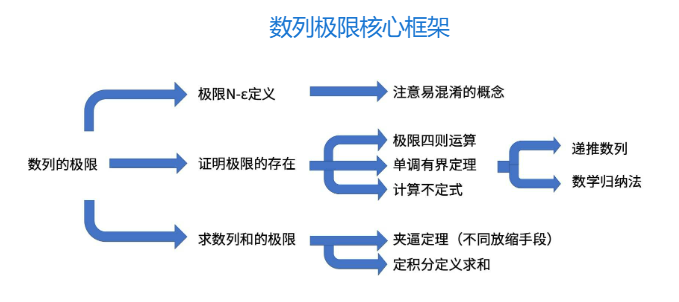 数列极限核心框架
极限N-ε定义
注意易混淆的概念
数列的极限
证明极限的存在
极限四则运算
单调有界定理
计算不定式
递推数列
数学归纳法
求数列和的极限
夹逼定理（不同放缩手段）
定积分定义求和